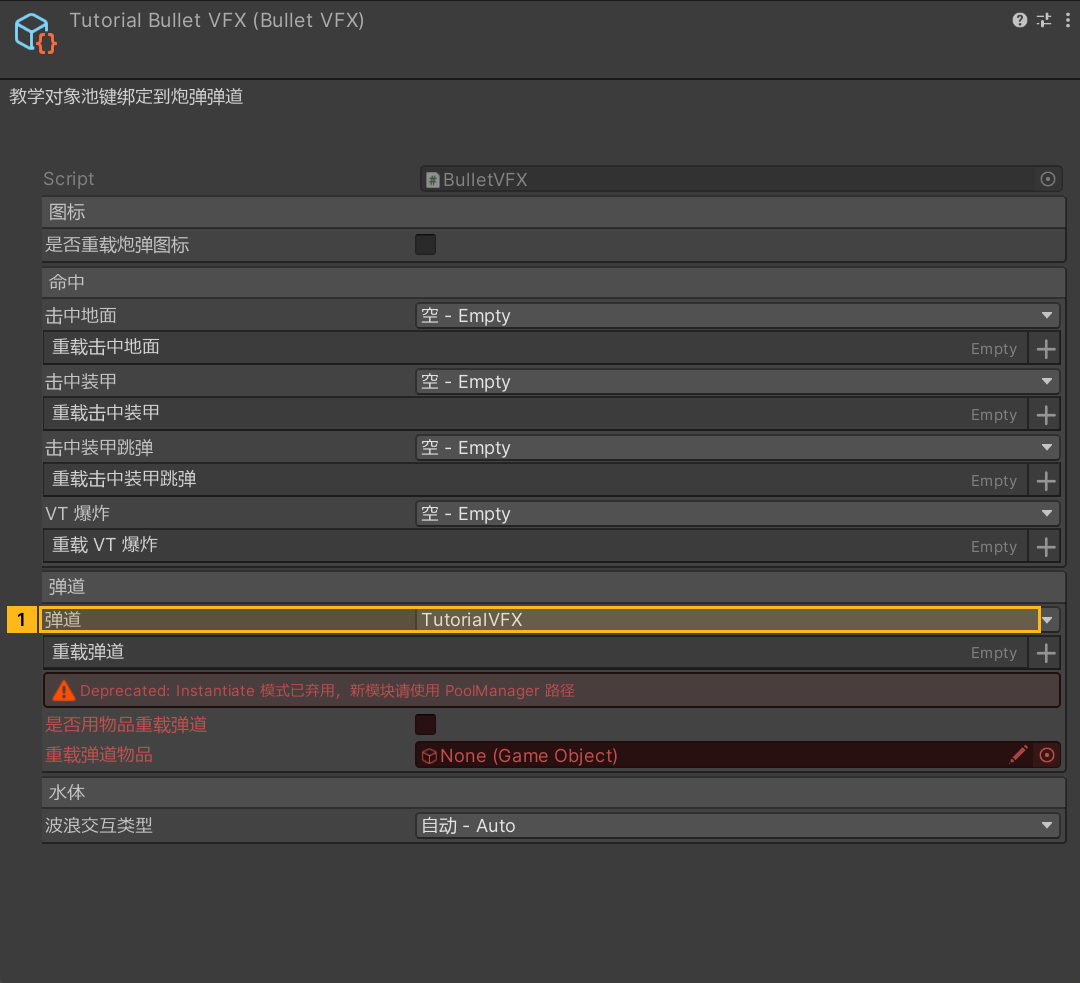 Tutorial Bullet VFX (Bullet VFX)
教学对象池键绑定到炮弹弹道
Script BulletVFX
图标
是否重载炮弹图标
命中
击中地面 空 - Empty
重载击中地面 Empty
击中装甲 空 - Empty
重载击中装甲 Empty
击中装甲跳弹 空 - Empty
重载击中装甲跳弹 Empty
VT 爆炸 空 - Empty
重载 VT 爆炸 Empty
弹道
1 弹道 TutorialVFX
重载弹道 Empty
Deprecated: Instantiate 模式已弃用，新模块请使用 PoolManager 路径
是否用物品重载弹道
重载弹道物品 None (Game Object)
水体
波浪交互类型 自动 - Auto